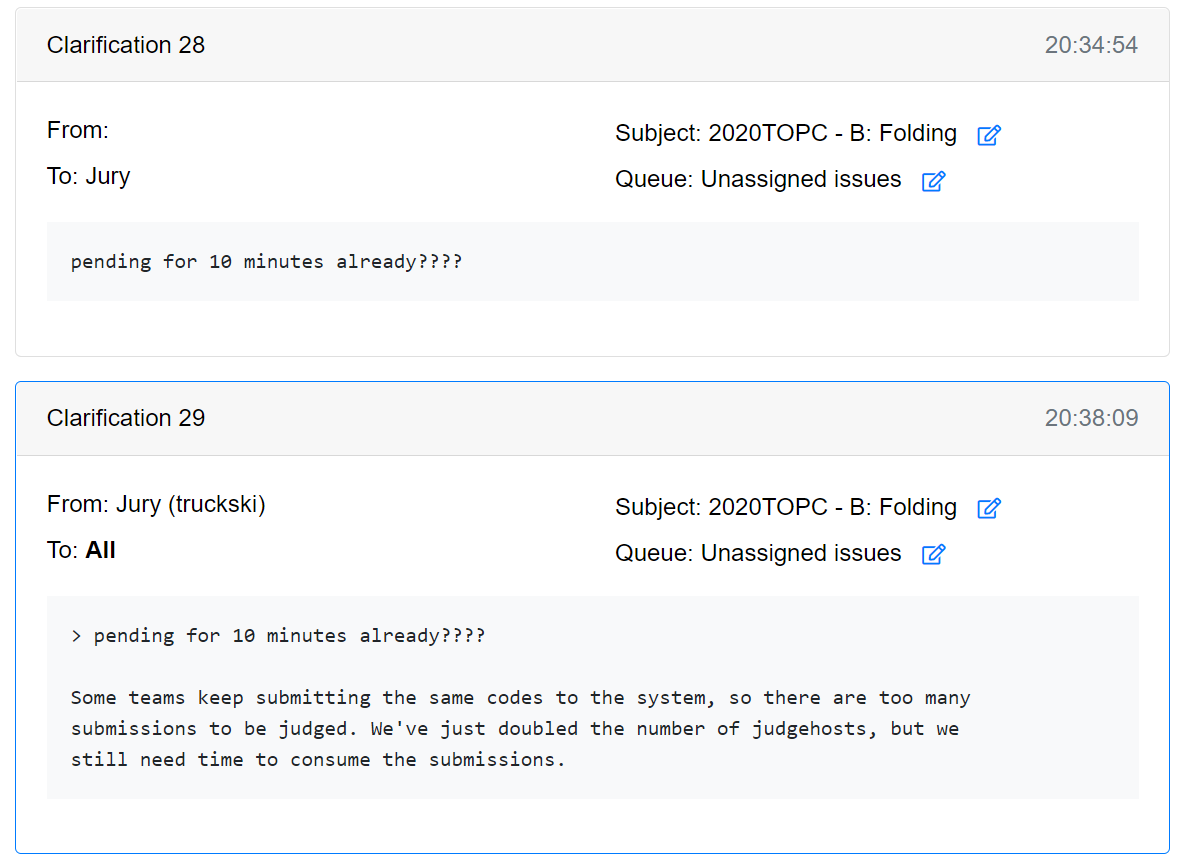 Clarification 28 20:34:54
From:
Subject: 2020TOPC - B: Folding
To: Jury
Queue: Unassigned issues
pending for 10 minutes already????
Clarification 29 20:38:09
From: Jury (truckski)
Subject: 2020TOPC - B: Folding
To: All
Queue: Unassigned issues
> pending for 10 minutes already????
Some teams keep submitting the same codes to the system, so there are too many
submissions to be judged. We've just doubled the number of judgehosts, but we
still need time to consume the submissions.